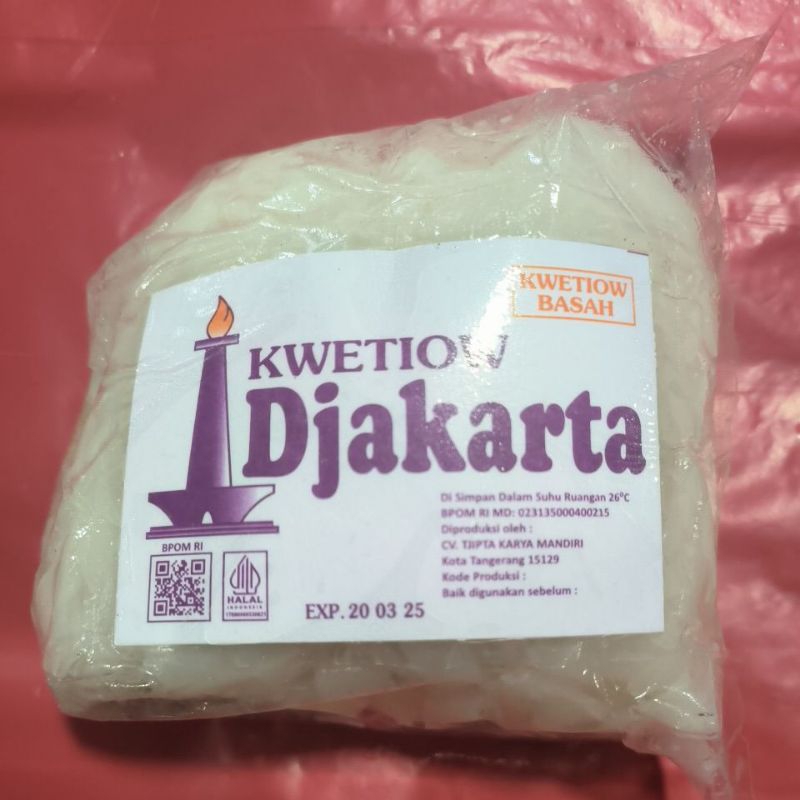 KWETIOW
BASAH
KWETIOW
Djakarta
Di Simpan Dalam Suhu Ruangan 26°C
BPOM RI MD: 023135000400215
Diproduksi oleh :
CV. TJIPTA KARYA MANDIRI
Kota Tangerang 15129
Kode Produksi :
Baik digunakan sebelum :
BPOM RI
HALAL
INDONESIA
EXP. 20 03 25